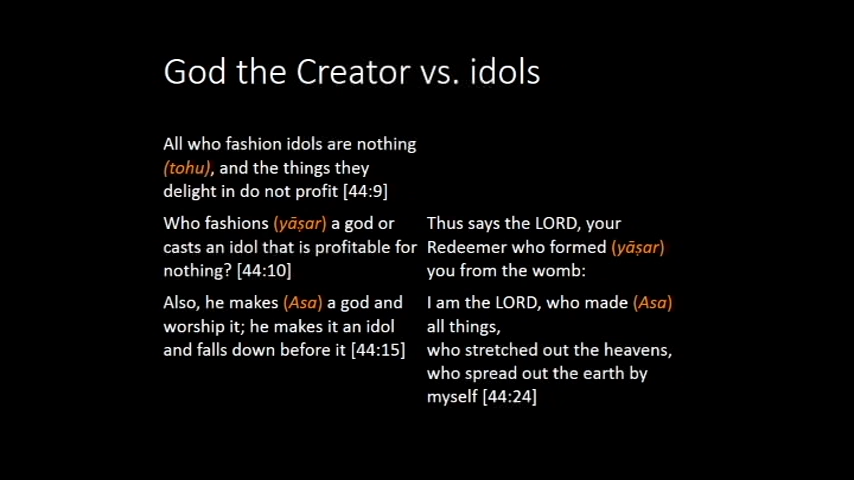 God the Creator vs. idols
All who fashion idols are nothing
(tohu), and the things they
delight in do not profit [44:9]
Who fashions (yāṣar) a god or
casts an idol that is profitable for
nothing? [44:10]
Also, he makes (Asa) a god and
worship it; he makes it an idol
and falls down before it [44:15]
Thus says the LORD, your
Redeemer who formed (yāṣar)
you from the womb:
I am the LORD, who made (Asa)
all things,
who stretched out the heavens,
who spread out the earth by
myself [44:24]